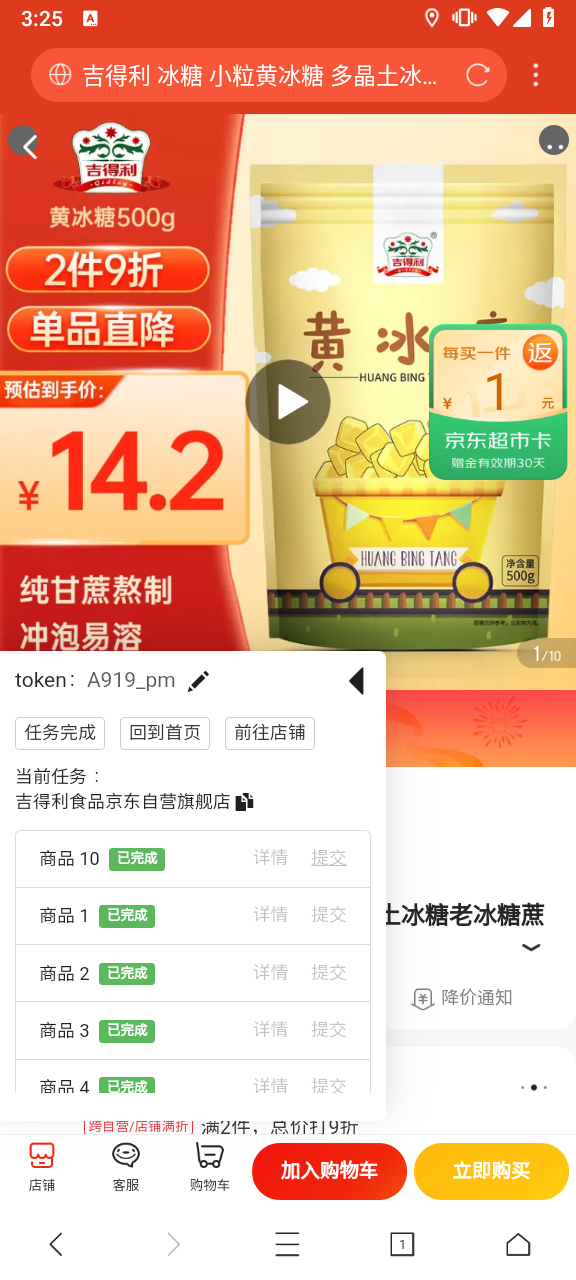 3:25
A
吉得利 冰糖 小粒黄冰糖 多晶土冰...
吉得利
Qidley
黄冰糖500g
2件9折
单品直降
预估到手价：
¥14.2
纯甘蔗熬制
冲泡易溶
吉得利
Qidley
黄冰
HUANG BING T
每买一件 返
¥ 1 元
京东超市卡
赠金有效期30天
HUANG BING TANG
净含量
500g
1/10
token： A919_pm
任务完成 回到首页 前往店铺
当前任务：
吉得利食品京东自营旗舰店
商品 10 已完成 详情 提交
商品 1 已完成 详情 提交
商品 2 已完成 详情 提交
商品 3 已完成 详情 提交
商品 4 已完成 详情 提交
土冰糖老冰糖蔗
降价通知
跨自营/店铺满折 满2件，总价打9折
店铺 客服 购物车 加入购物车 立即购买
1